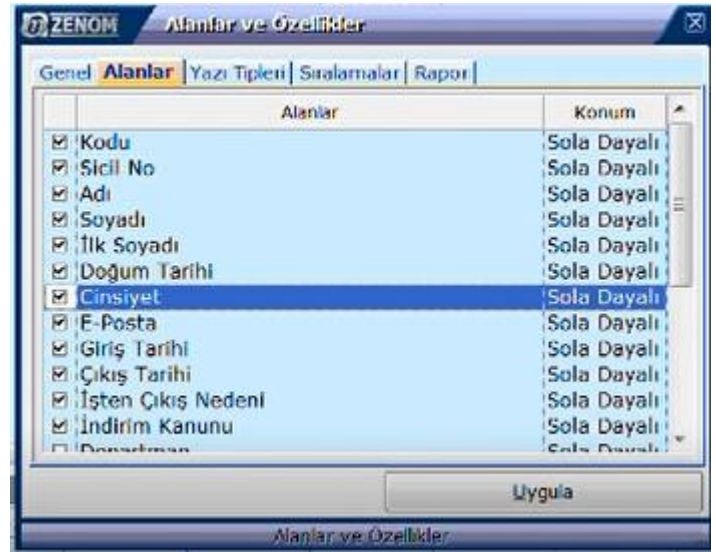 ZENOM Alanlar ve Özellikler
Genel Alanlar Yazı Tipleri Sıralamalar Rapor
Alanlar Konum
Kodu Sola Dayalı
Sicil No Sola Dayalı
Adı Sola Dayalı
Soyadı Sola Dayalı
İlk Soyadı Sola Dayalı
Doğum Tarihi Sola Dayalı
Cinsiyet Sola Dayalı
E-Posta Sola Dayalı
Giriş Tarihi Sola Dayalı
Çıkış Tarihi Sola Dayalı
İşten Çıkış Nedeni Sola Dayalı
İndirim Kanunu Sola Dayalı
Departman Sola Dayalı
Uygula
Alanlar ve Özellikler